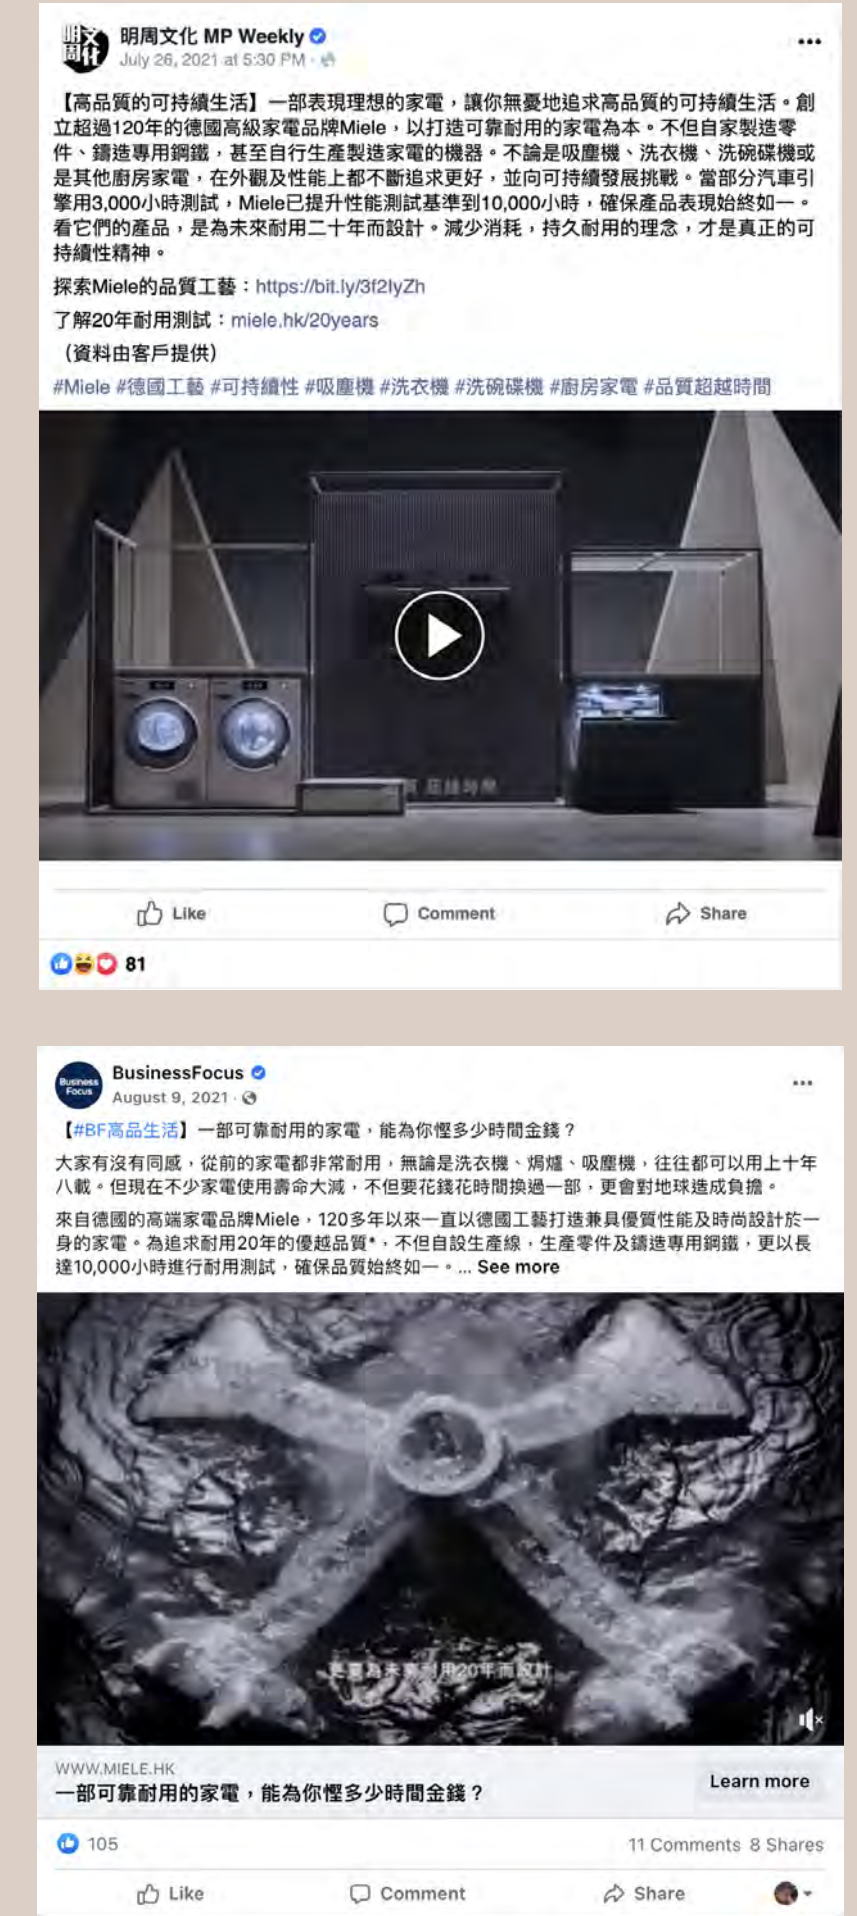 明周文化
明周文化 MP Weekly
July 26, 2021 at 5:30 PM ·
【高品質的可持續生活】一部表現理想的家電，讓你無憂地追求高品質的可持續生活。創
立超過120年的德國高級家電品牌Miele，以打造可靠耐用的家電為本。不但自家製造零
件、鑄造專用鋼鐵，甚至自行生產製造家電的機器。不論是吸塵機、洗衣機、洗碗碟機或
是其他廚房家電，在外觀及性能上都不斷追求更好，並向可持續發展挑戰。當部分汽車引
擎用3,000小時測試，Miele已提升性能測試基準到10,000小時，確保產品表現始終如一。
看它們的產品，是為未來耐用二十年而設計。減少消耗，持久耐用的理念，才是真正的可
持續性精神。
探索Miele的品質工藝：https://bit.ly/3f2IyZh
了解20年耐用測試：miele.hk/20years
（資料由客戶提供）
#Miele #德國工藝 #可持續性 #吸塵機 #洗衣機 #洗碗碟機 #廚房家電 #品質超越時間
Like Comment Share
81
Business
Focus
BusinessFocus
August 9, 2021 ·
【#BF高品生活】一部可靠耐用的家電，能為你慳多少時間金錢？
大家有沒有同感，從前的家電都非常耐用，無論是洗衣機、焗爐、吸塵機，往往都可以用上十年
八載。但現在不少家電使用壽命大減，不但要花錢花時間換過一部，更會對地球造成負擔。
來自德國的高端家電品牌Miele，120多年以來一直以德國工藝打造兼具優質性能及時尚設計於一
身的家電。為追求耐用20年的優越品質*，不但自設生產線，生產零件及鑄造專用鋼鐵，更以長
達10,000小時進行耐用測試，確保品質始終如一。... See more
為未來耐用20年而設計
WWW.MIELE.HK
一部可靠耐用的家電，能為你慳多少時間金錢？
Learn more
105
11 Comments 8 Shares
Like Comment Share